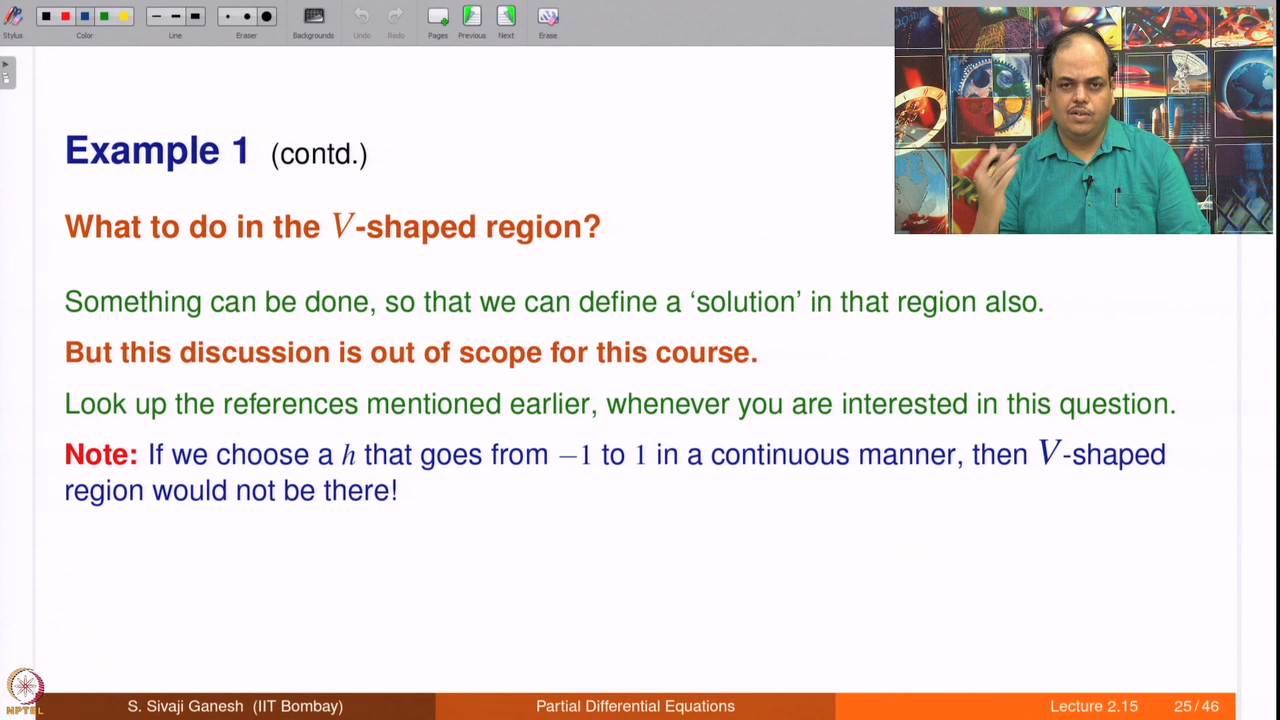 Stylus Color Line Eraser Backgrounds Undo Redo Pages Previous Next Erase
Example 1 (contd.)
What to do in the V-shaped region?
Something can be done, so that we can define a ‘solution’ in that region also.
But this discussion is out of scope for this course.
Look up the references mentioned earlier, whenever you are interested in this question.
Note: If we choose a h that goes from −1 to 1 in a continuous manner, then V-shaped
region would not be there!
NPTEL
S. Sivaji Ganesh (IIT Bombay) Partial Differential Equations Lecture 2.15 25/46